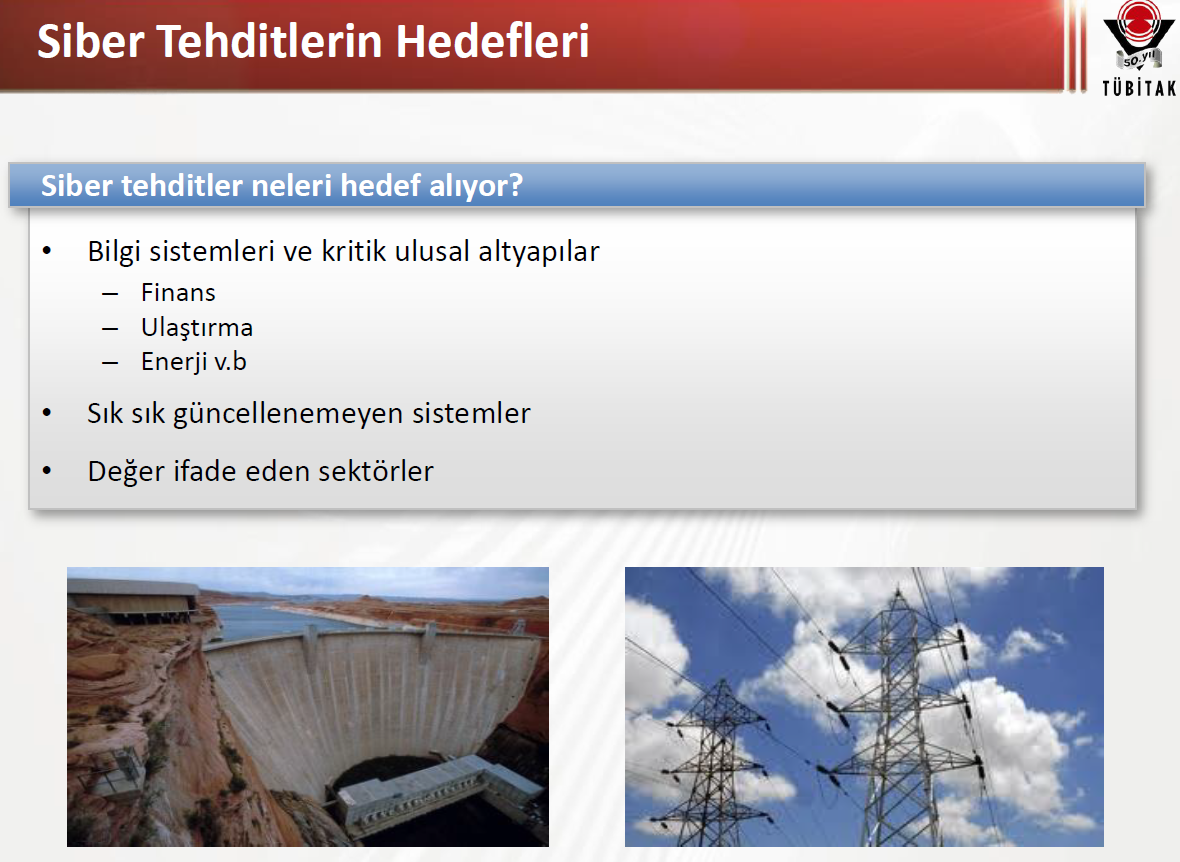 Siber Tehditlerin Hedefleri
50.yıl
TÜBİTAK
Siber tehditler neleri hedef alıyor?
• Bilgi sistemleri ve kritik ulusal altyapılar
– Finans
– Ulaştırma
– Enerji v.b
• Sık sık güncellenemeyen sistemler
• Değer ifade eden sektörler